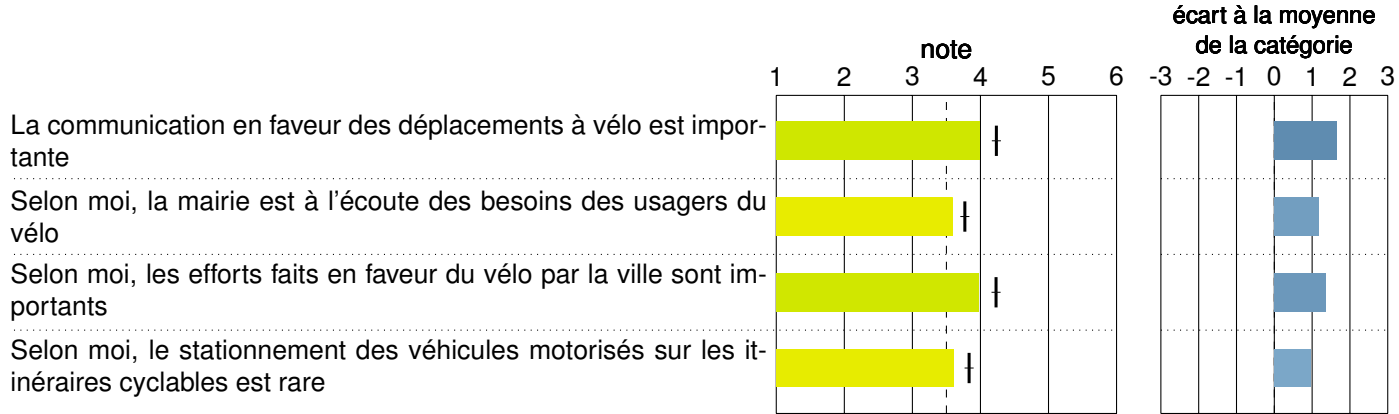 écart à la moyenne
de la catégorie
note
1 2 3 4 5 6
-3 -2 -1 0 1 2 3
La communication en faveur des déplacements à vélo est impor-
tante
Selon moi, la mairie est à l'écoute des besoins des usagers du
vélo
Selon moi, les efforts faits en faveur du vélo par la ville sont im-
portants
Selon moi, le stationnement des véhicules motorisés sur les it-
inéraires cyclables est rare